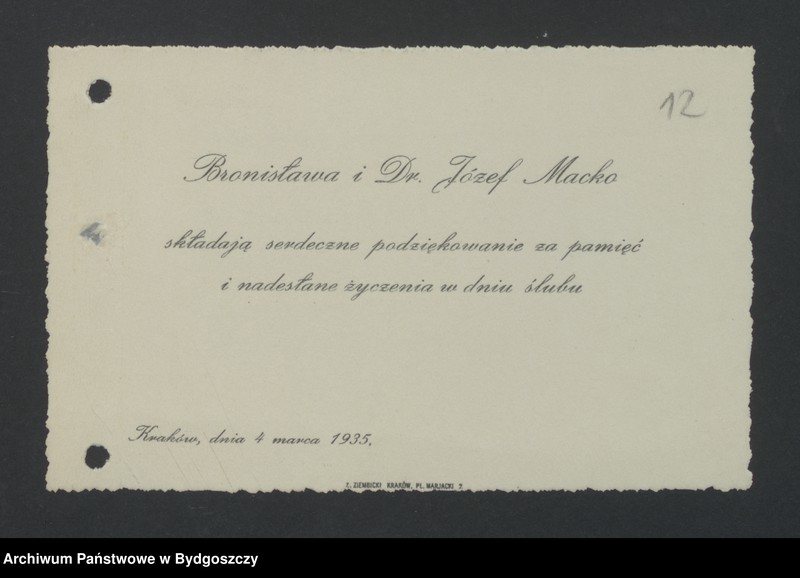 12
Bronisława i Dr. Józef Macko
składają serdeczne podziękowanie za pamięć
i nadesłane życzenia w dniu ślubu
Kraków, dnia 4 marca 1935.
ZIEMBICKI KRAKÓW, PL. MARJACKI 2
Archiwum Państwowe w Bydgoszczy